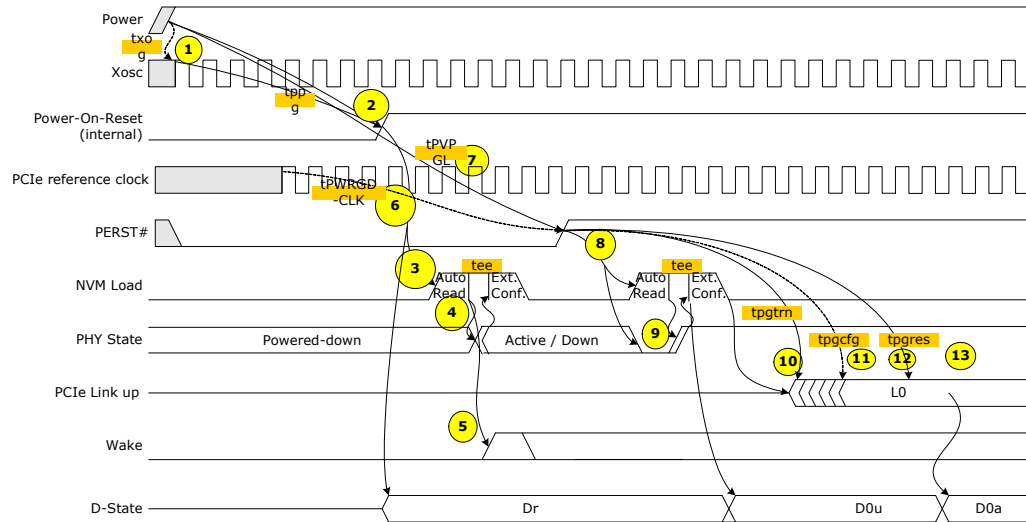 Power
txo
g
1
Xosc
tpp
g
2
Power-On-Reset
(internal)
tPVP
GL
7
PCIe reference clock
tPWRGD
-CLK
6
PERST#
8
3
tee
tee
NVM Load
Auto
Read
Ext.
Conf.
Auto
Read
Ext.
Conf.
4
9
tpgtrn
PHY State
Powered-down
Active / Down
tpgcfg
tpgres
10
11
12
13
PCIe Link up
L0
5
Wake
D-State
Dr
D0u
D0a